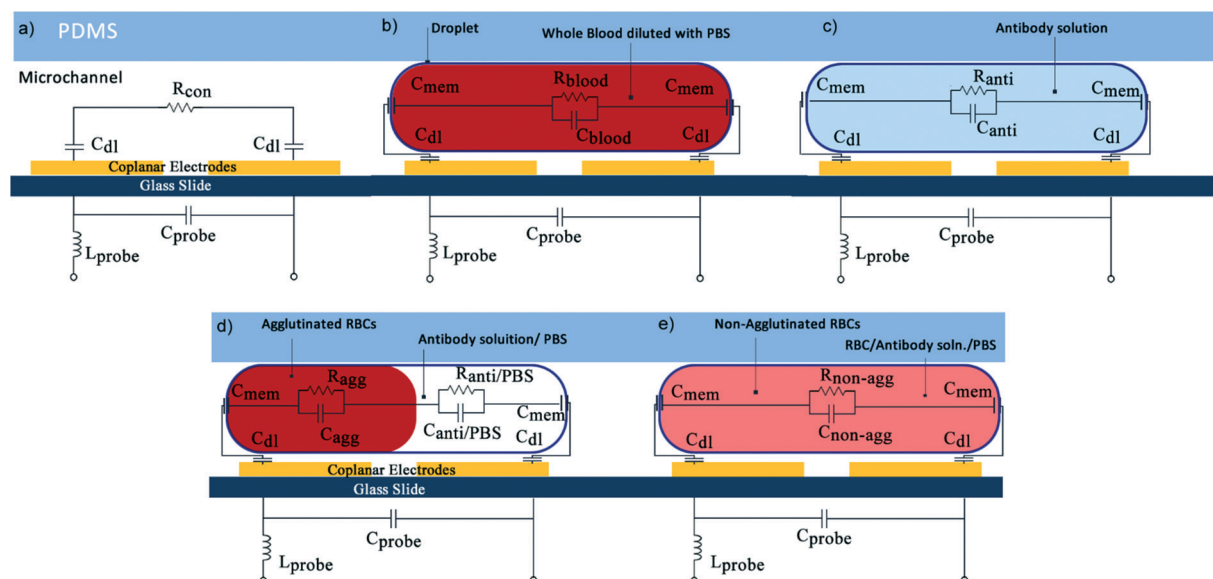 a)
PDMS
Microchannel
Rcon
Cdl
Cdl
Coplanar Electrodes
Glass Slide
Cprobe
Lprobe
b)
Droplet
Whole Blood diluted with PBS
Cmem
Rblood
Cmem
Cblood
Cdl
Cdl
Cprobe
Lprobe
c)
Antibody solution
Ranti
Cmem
Cmem
Canti
Cdl
Cdl
Cprobe
Lprobe
d)
Agglutinated RBCs
Antibody soluition/ PBS
Ragg
Ranti/PBS
Cmem
Cmem
Cagg
Canti/PBS
Cdl
Cdl
Coplanar Electrodes
Glass Slide
Cprobe
Lprobe
e)
Non-Agglutinated RBCs
RBC/Antibody soln./PBS
Rnon-agg
Cmem
Cmem
Cnon-agg
Cdl
Cdl
Cprobe
Lprobe